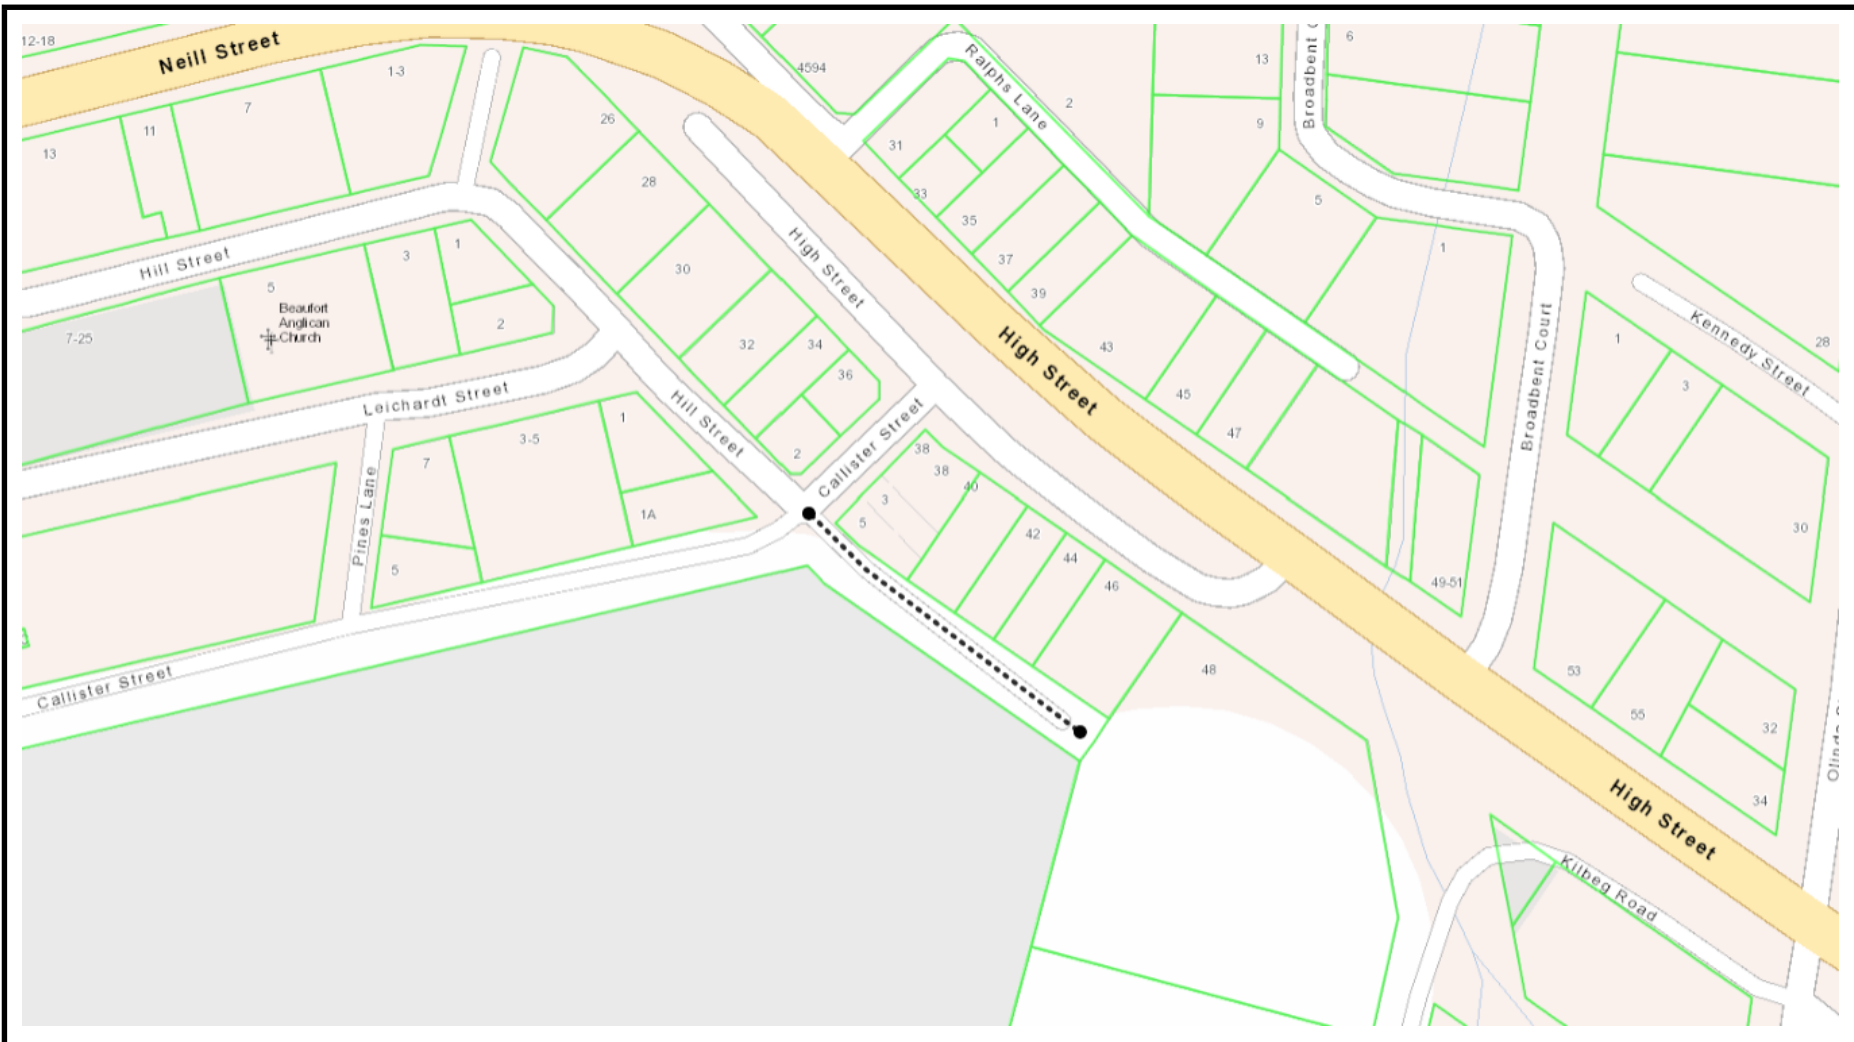 12-18
Neill Street
1-3
7
11
13
4594
Ralphs Lane
2
13
9
Broadbent C
6
26
28
31
1
33
35
37
39
5
1
Hill Street
1
3
5
2
Beaufort
Anglican
Church
7-25
30
High Street
32
34
36
High Street
43
45
47
Broadbent Court
1
3
Kennedy Street
28
30
Leichardt Street
Hill Street
2
Callister Street
1
3-5
7
1A
5
Pines Lane
38
38
40
3
5
42
44
46
48
49-51
53
55
32
34
Callister Street
High Street
Kilbeg Road